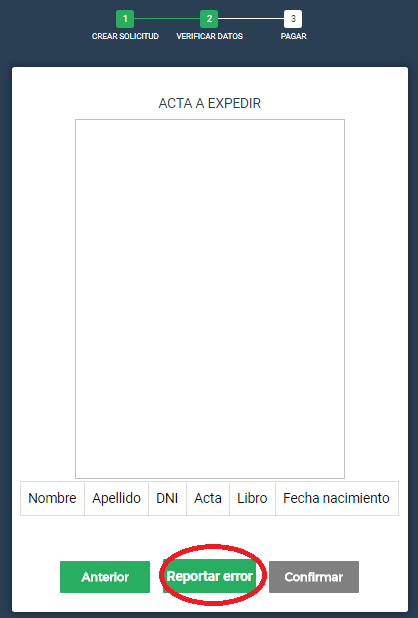 1 2 3
CREAR SOLICITUD VERIFICAR DATOS PAGAR
ACTA A EXPEDIR
Nombre Apellido DNI Acta Libro Fecha nacimiento
Anterior Reportar error Confirmar